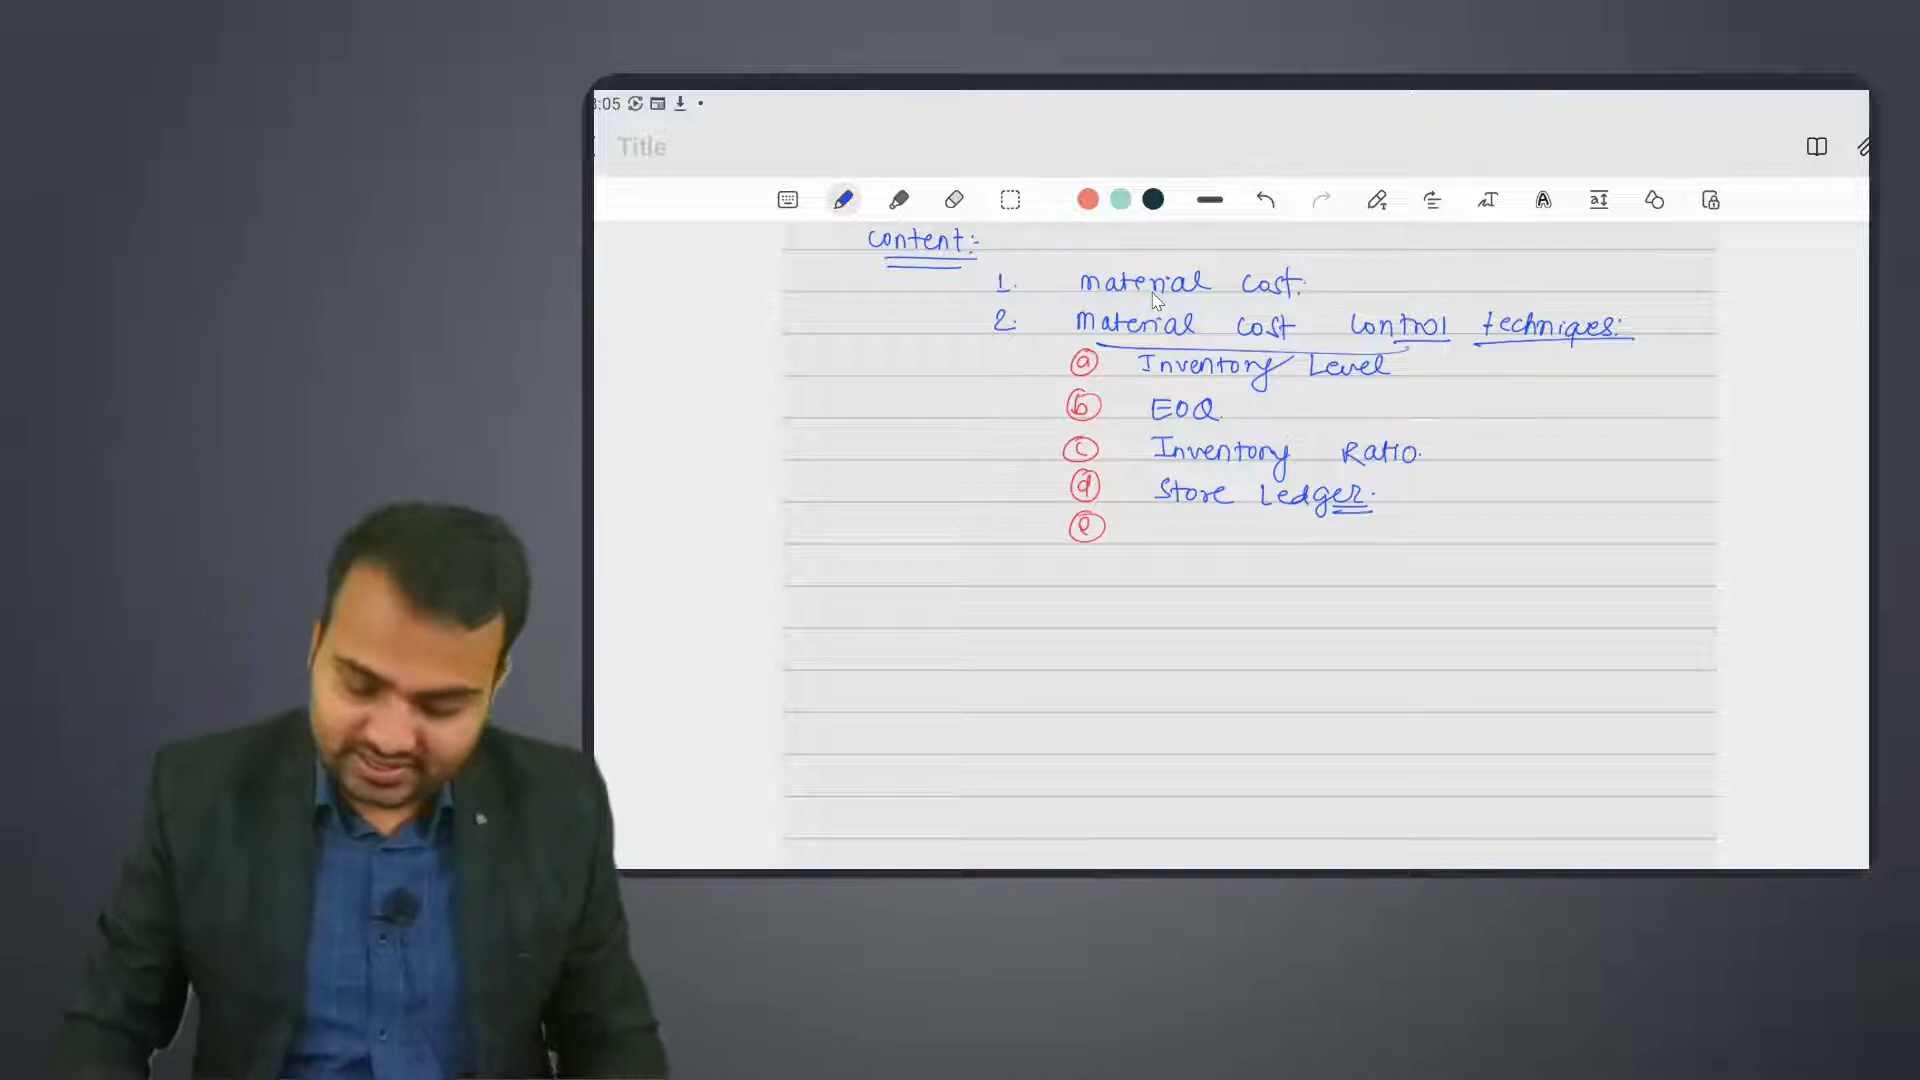 3:05
Title
Content:-
1. Material Cost.
2. Material Cost Control techniques:
a Inventory Level
b EOQ.
c Inventory Ratio.
d Store Ledger.
e